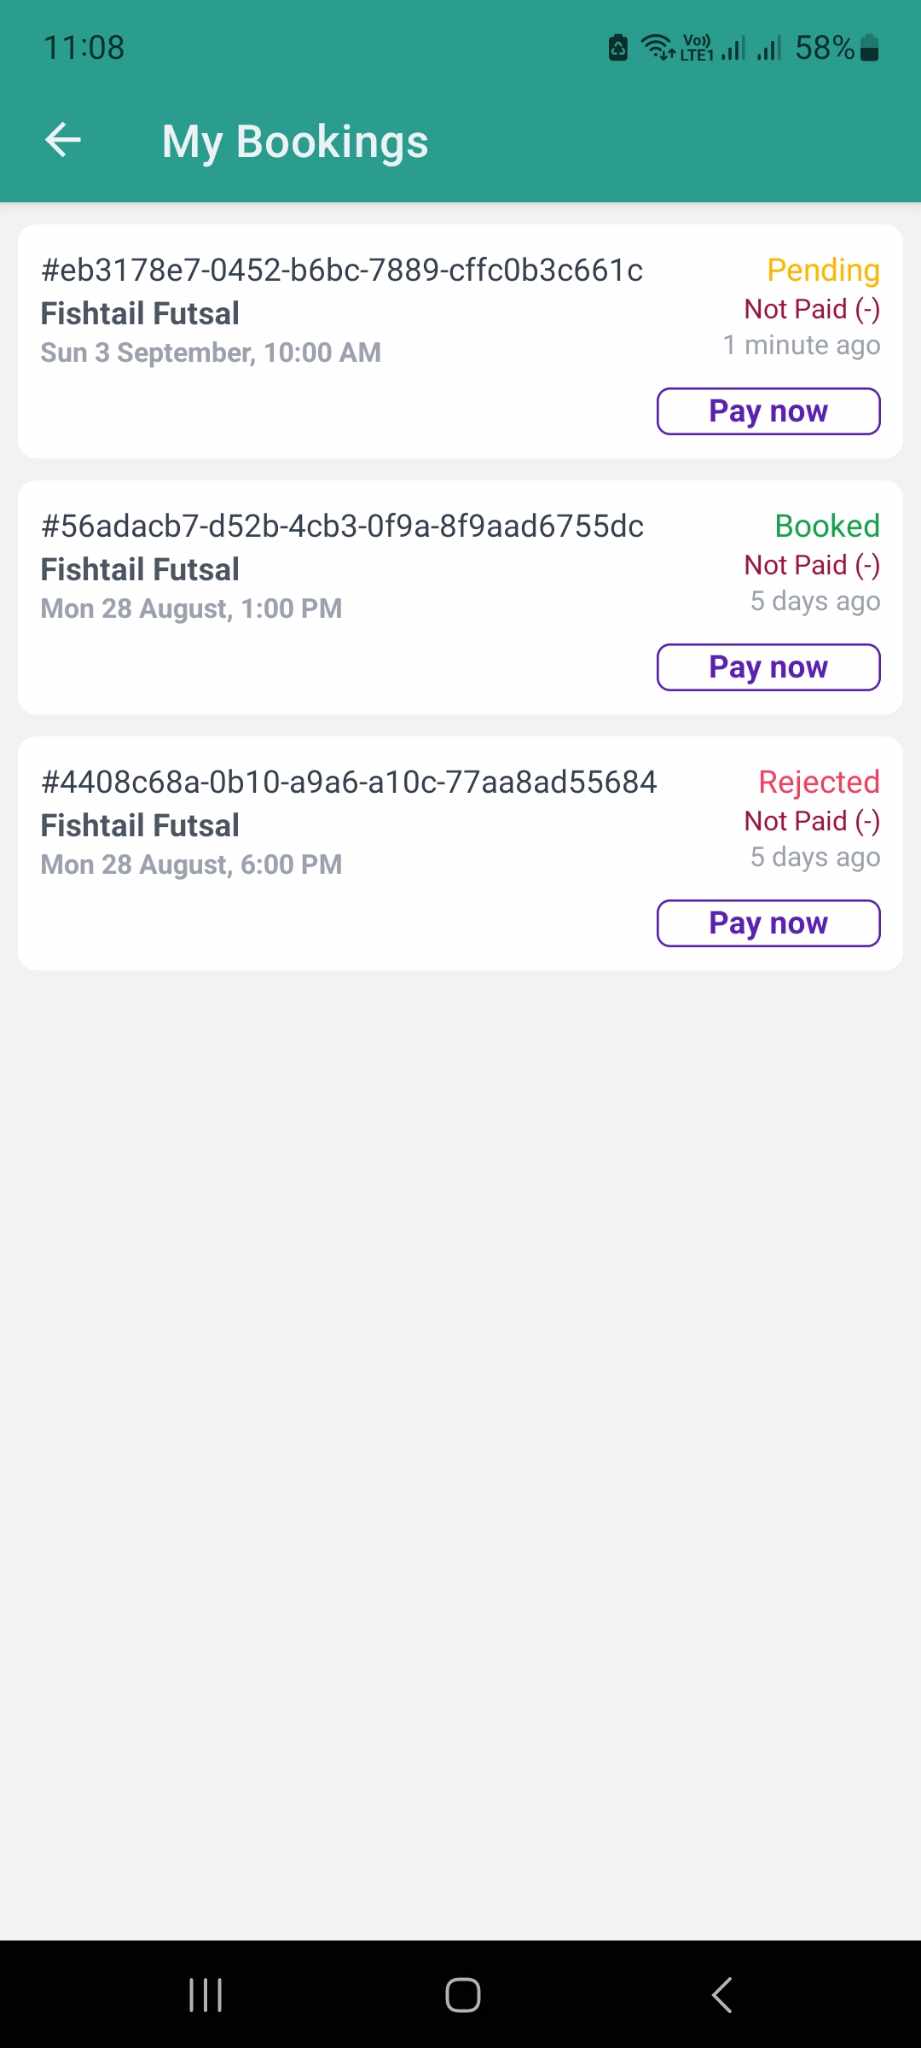 11:08
Vo)) LTE1 58%
My Bookings
#eb3178e7-0452-b6bc-7889-cffc0b3c661c Pending
Fishtail Futsal Not Paid (-)
Sun 3 September, 10:00 AM 1 minute ago
Pay now
#56adacb7-d52b-4cb3-0f9a-8f9aad6755dc Booked
Fishtail Futsal Not Paid (-)
Mon 28 August, 1:00 PM 5 days ago
Pay now
#4408c68a-0b10-a9a6-a10c-77aa8ad55684 Rejected
Fishtail Futsal Not Paid (-)
Mon 28 August, 6:00 PM 5 days ago
Pay now